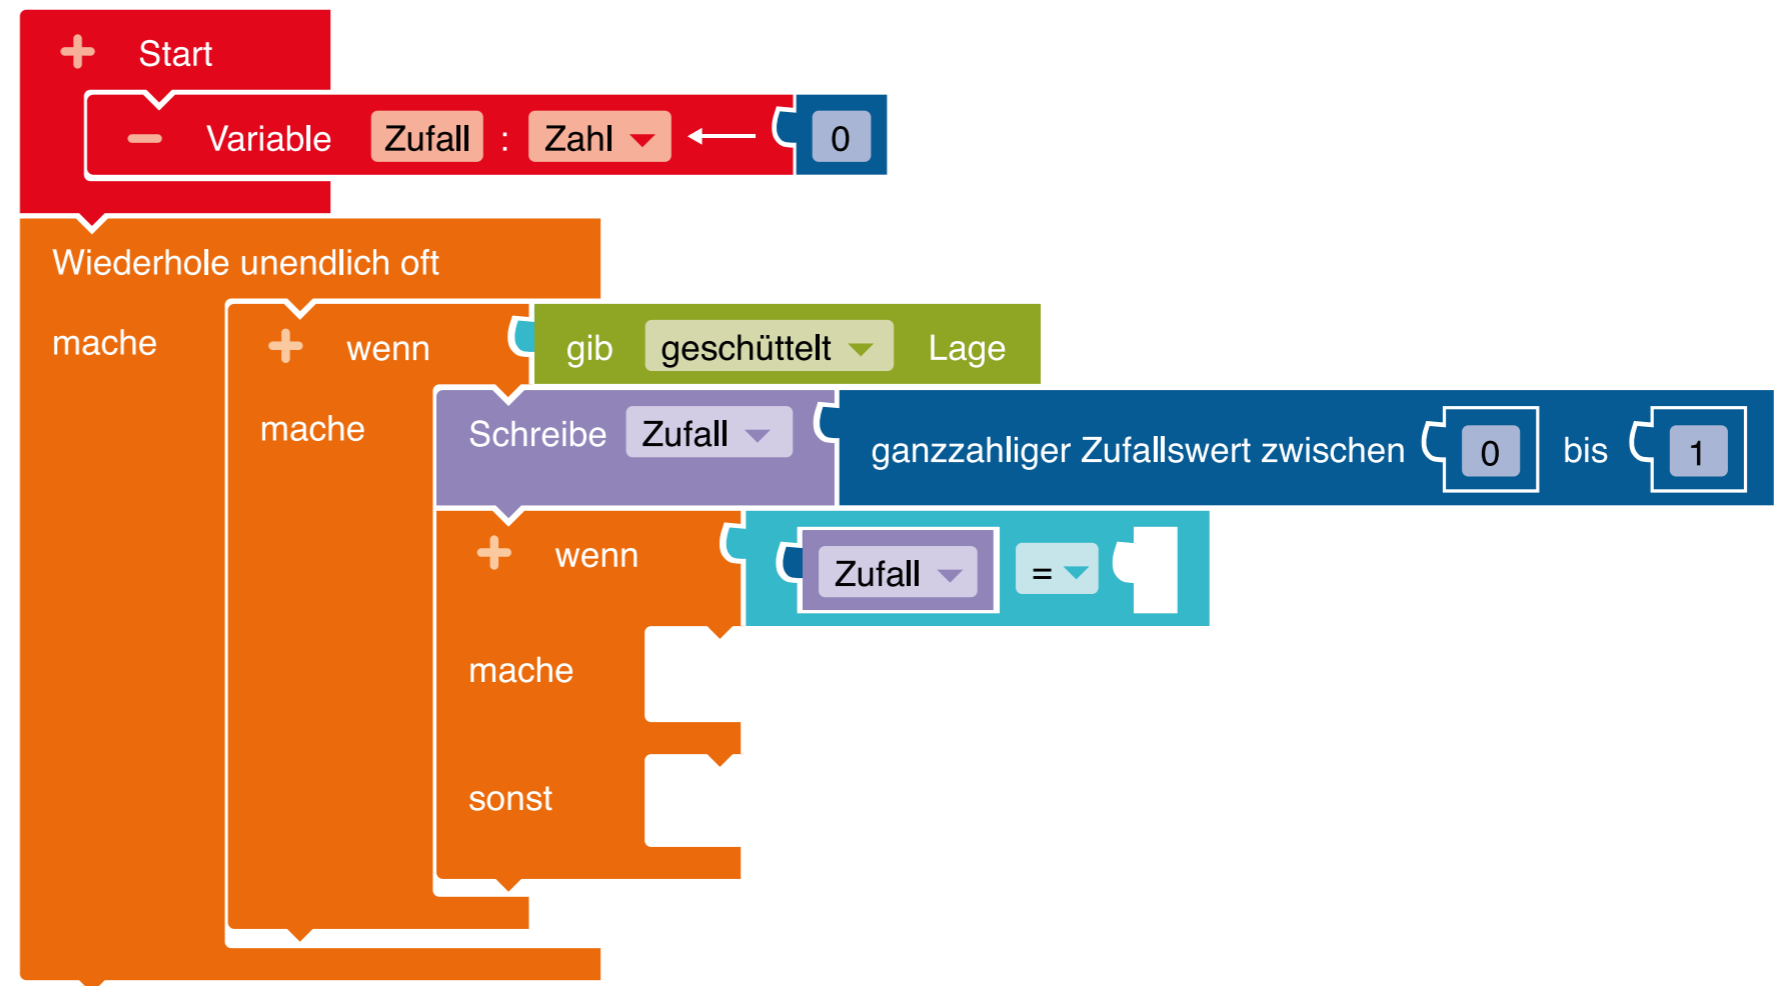 Start
Variable Zufall : Zahl 0
Wiederhole unendlich oft
mache wenn gib geschüttelt Lage
mache Schreibe Zufall ganzzahliger Zufallswert zwischen 0 bis 1
wenn Zufall =
mache
sonst